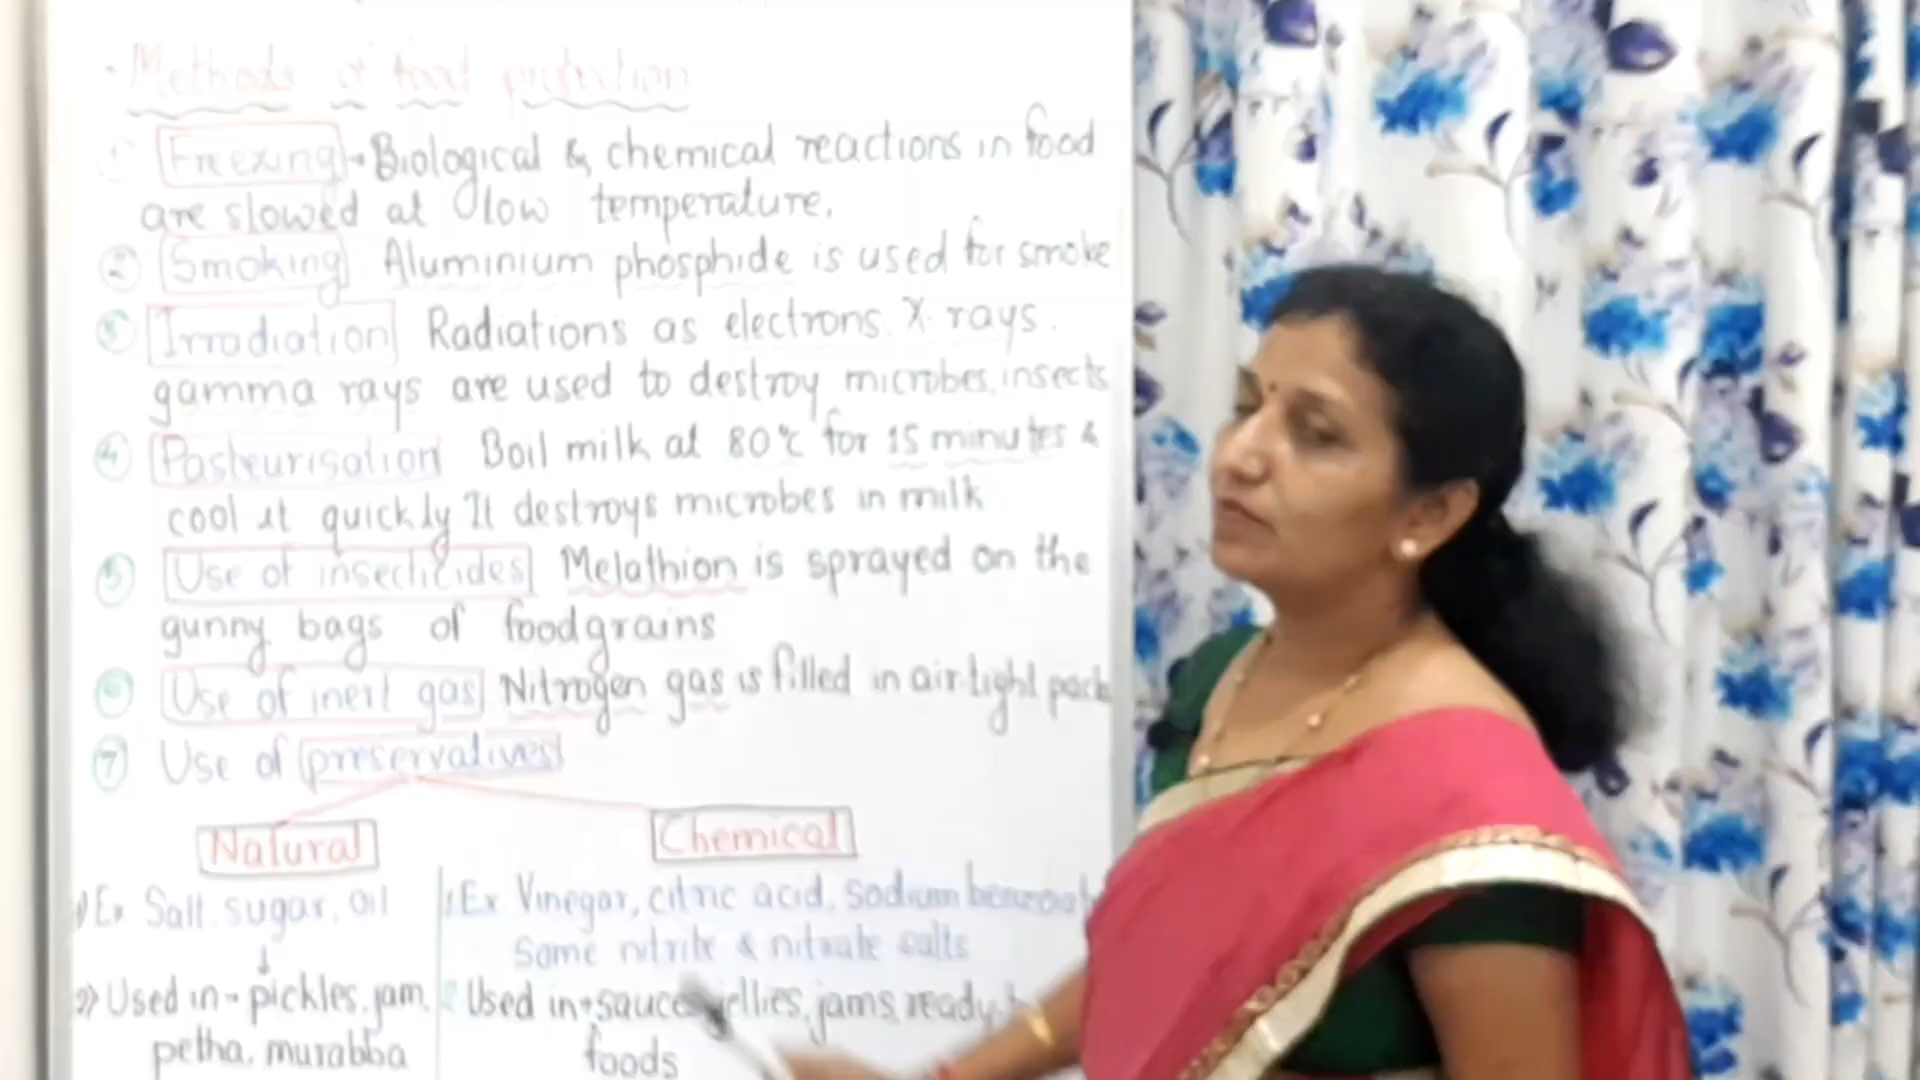 Methods of food protection
① Freezing → Biological & chemical reactions in food
are slowed at low temperature.
② Smoking Aluminium phosphide is used for smoke
③ Irradiation Radiations as electrons, X-rays,
gamma rays are used to destroy microbes, insects
④ Pasteurisation Boil milk at 80°c for 15 minutes &
cool it quickly It destroys microbes in milk
⑤ Use of insecticides Melathion is sprayed on the
gunny bags of foodgrains
⑥ Use of inert gas Nitrogen gas is filled in air-tight pack
⑦ Use of preservatives
Natural
Chemical
1) Ex Salt, sugar, oil
2) Used in → pickles, jam,
petha, murabba
1. Ex Vinegar, citric acid, sodium
Some nitrite & nitrate salts
Used in → jams, ready
foods